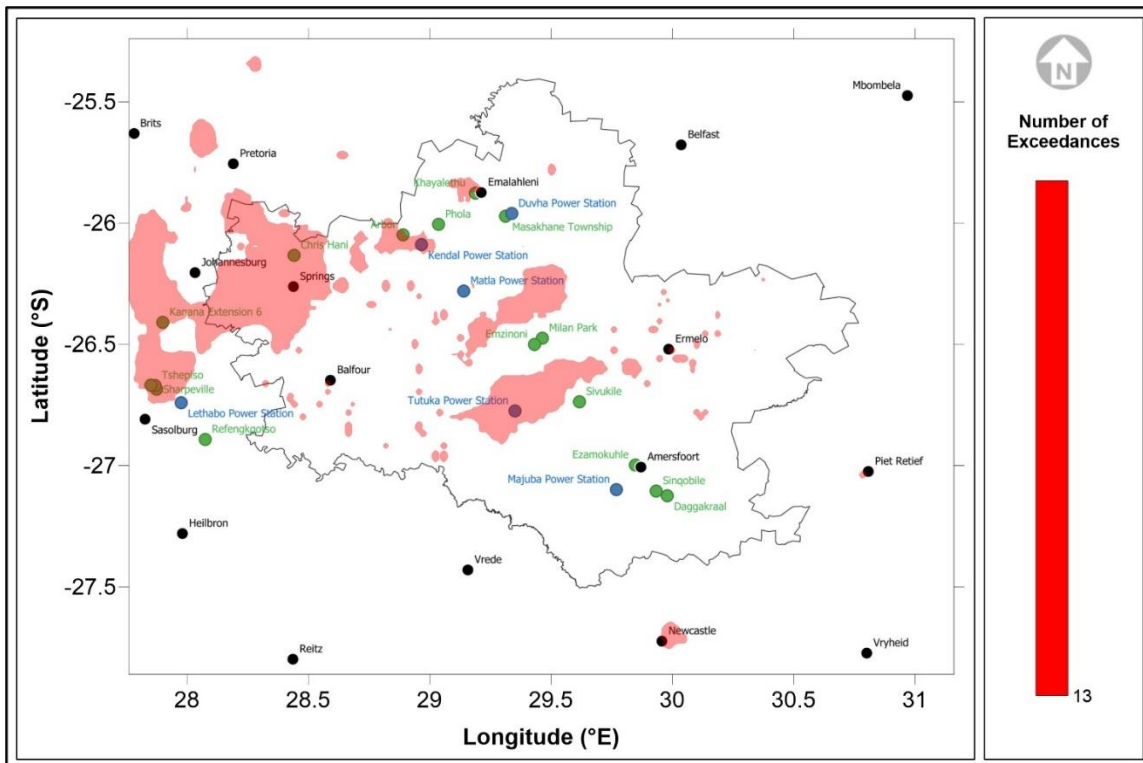 -25.5
-26
-26.5
-27
-27.5
Latitude (°S)
28
28.5
29
29.5
30
30.5
31
Longitude (°E)
Mbombela
Brits
Belfast
Pretoria
Khayalethu
Emalahleni
Duvha Power Station
Phola
Masakhane Township
Arbor
Chris Hani
Kendal Power Station
Johannesburg
Springs
Matla Power Station
Kanana Extension 6
Emzinoni
Milan Park
Ermelo
Balfour
Tshepiso
Sharpeville
Lethabo Power Station
Tutuka Power Station
Sivukile
Sasolburg
Refengkgotso
Ezamokuhle
Amersfoort
Piet Retief
Majuba Power Station
Sinqobile
Daggakraal
Heilbron
Vrede
Newcastle
Reitz
Vryheid
N
Number of
Exceedances
13